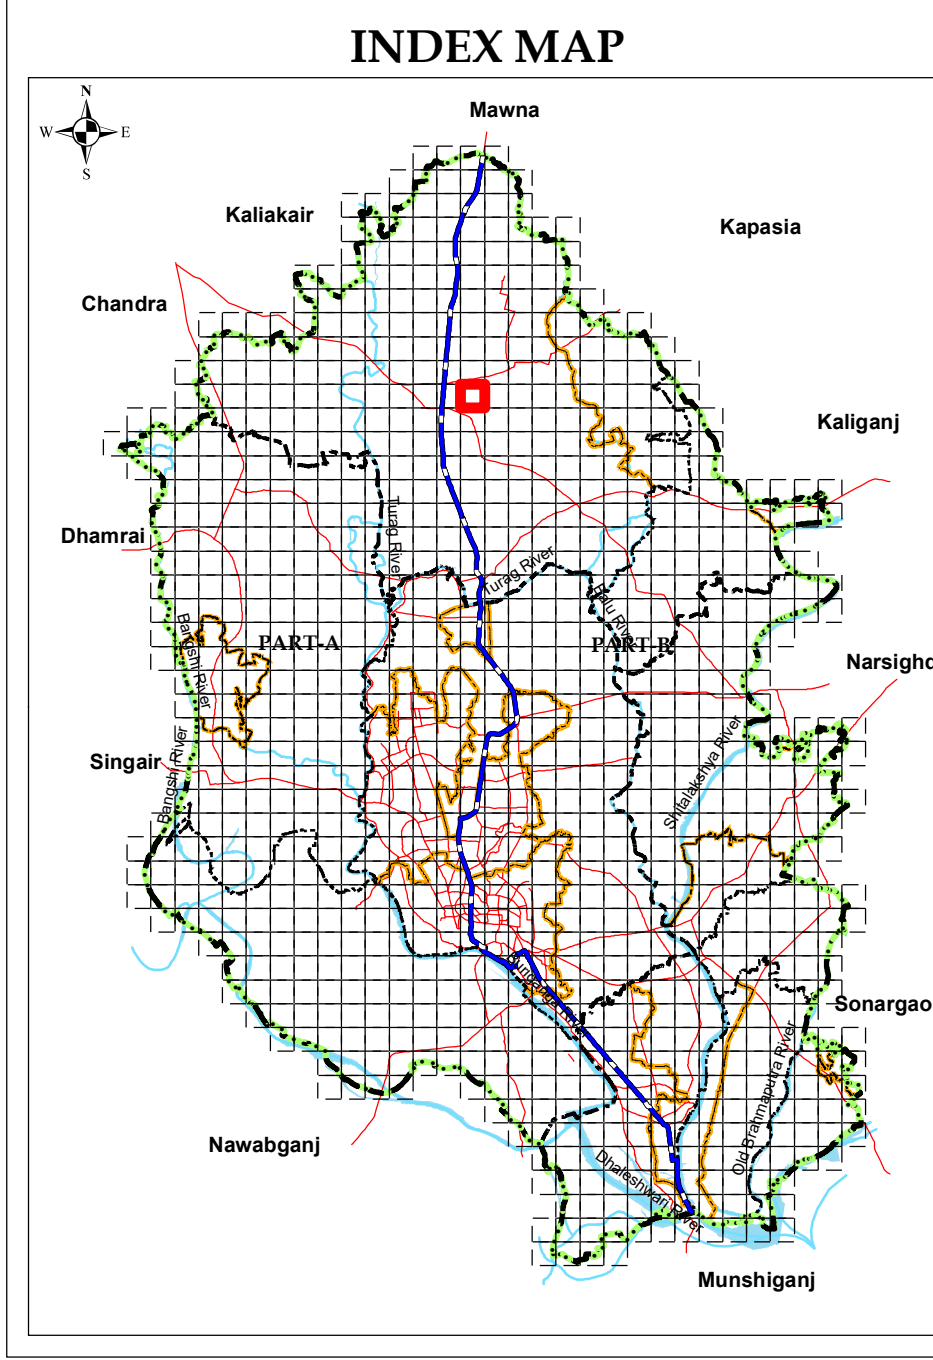 INDEX MAP
N
W E
S
Mawna
Kaliakair
Kapasia
Chandra
Kaliganj
Dhamrai
Turag River
Turag River
Balu River
Bangshi River
PART-A
PART-B
Narsighd
Singair
Bangshi River
Shitalakshya River
Buriganga River
Sonargao
Old Brahmaputra River
Nawabganj
Dhaleshwari River
Munshiganj